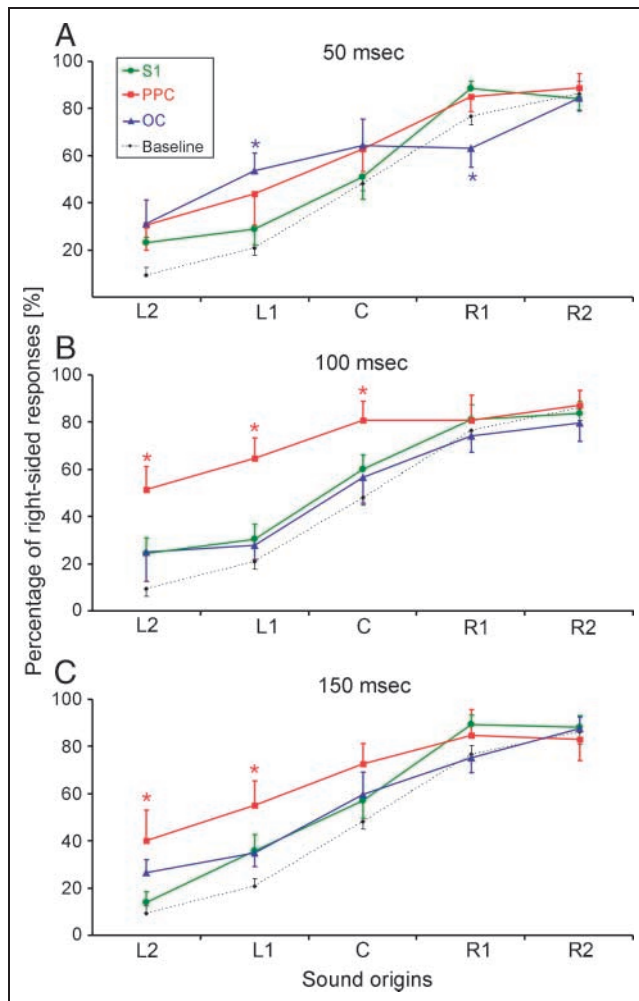 A
50 msec
S1
PPC
OC
Baseline
100
80
60
40
20
*
*
L2 L1 C R1 R2
B
100 msec
100
80
60
40
20
0
* * *
L2 L1 C R1 R2
C
150 msec
100
80
60
40
20
0
* *
L2 L1 C R1 R2
Sound origins
Percentage of right-sided responses [%]